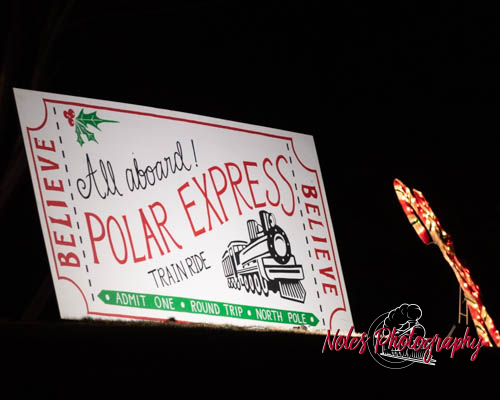 BELIEVE
All aboard!
POLAR EXPRESS
TRAIN RIDE
BELIEVE
• ADMIT ONE • ROUND TRIP • NORTH POLE •
Noles Photography